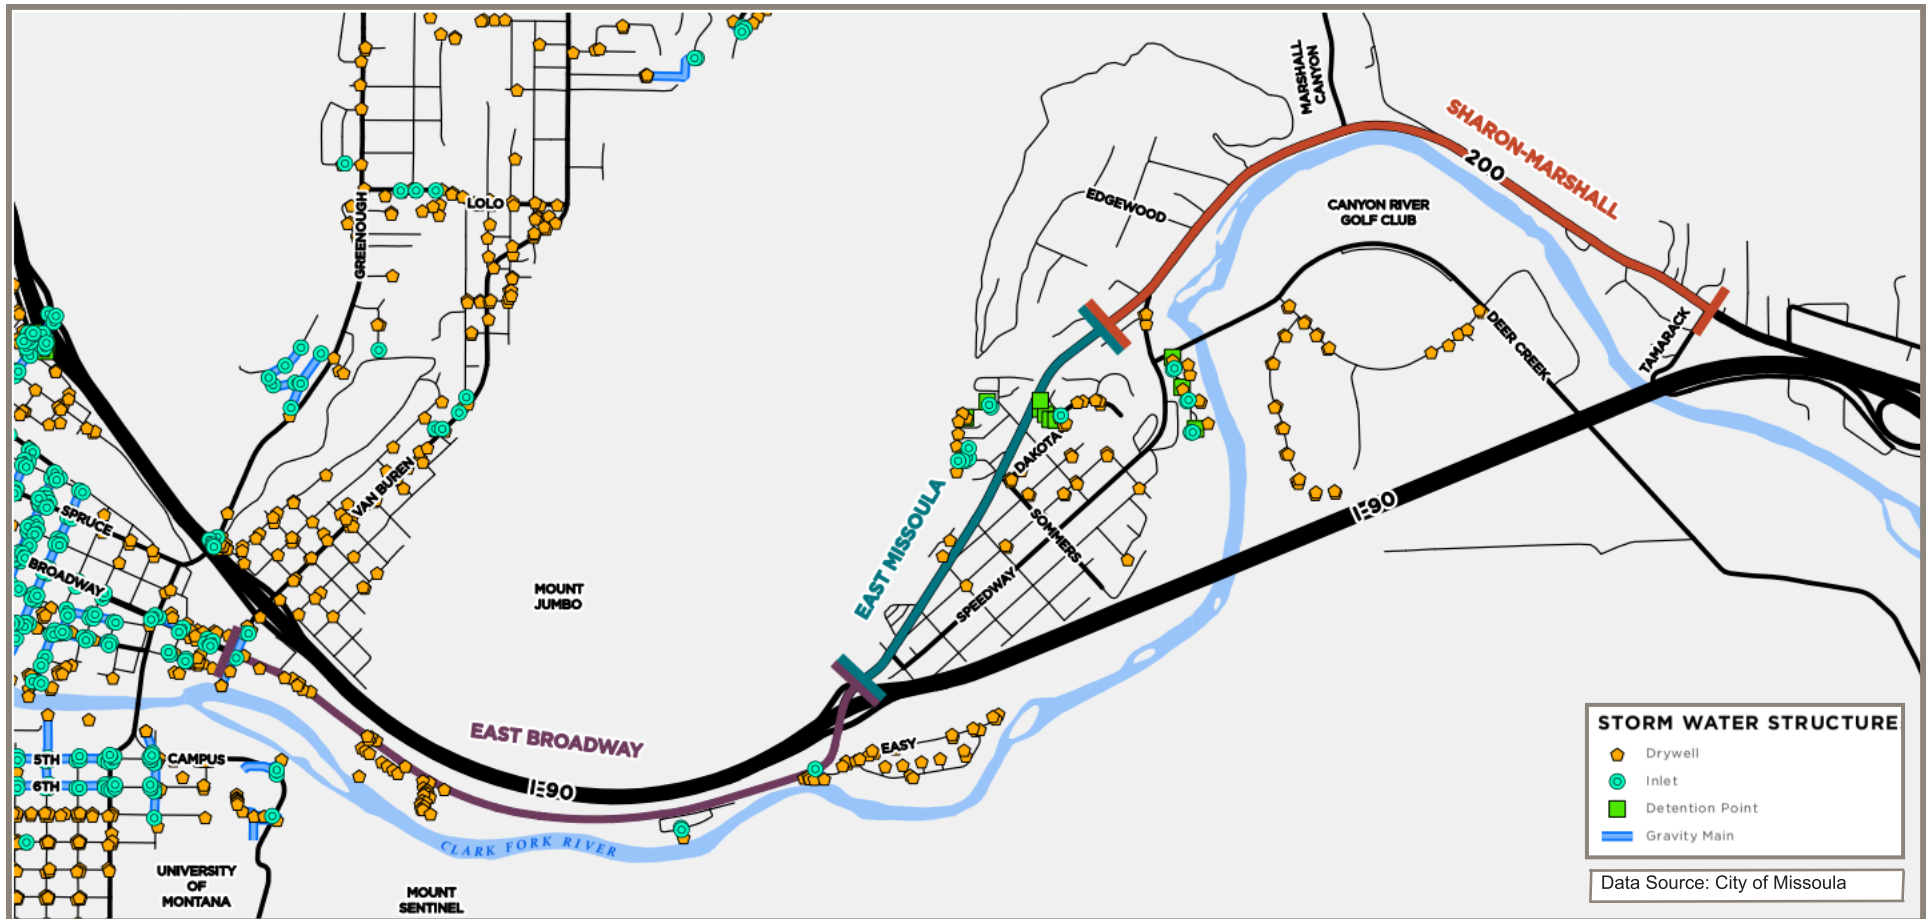 MARSHALL
CANYON
SHARON-MARSHALL
200
EDGEWOOD
CANYON RIVER
GOLF CLUB
LOLO
GREENOUGH
DEER CREEK
TAMARACK
VAN BUREN
DAKOTA
EAST MISSOULA
I-90
SPRUCE
SOMMERS
BROADWAY
SPEEDWAY
MOUNT
JUMBO
EAST BROADWAY
EASY
5TH
CAMPUS
6TH
I-90
CLARK FORK RIVER
UNIVERSITY
OF
MONTANA
MOUNT
SENTINEL
STORM WATER STRUCTURE
Drywell
Inlet
Detention Point
Gravity Main
Data Source: City of Missoula